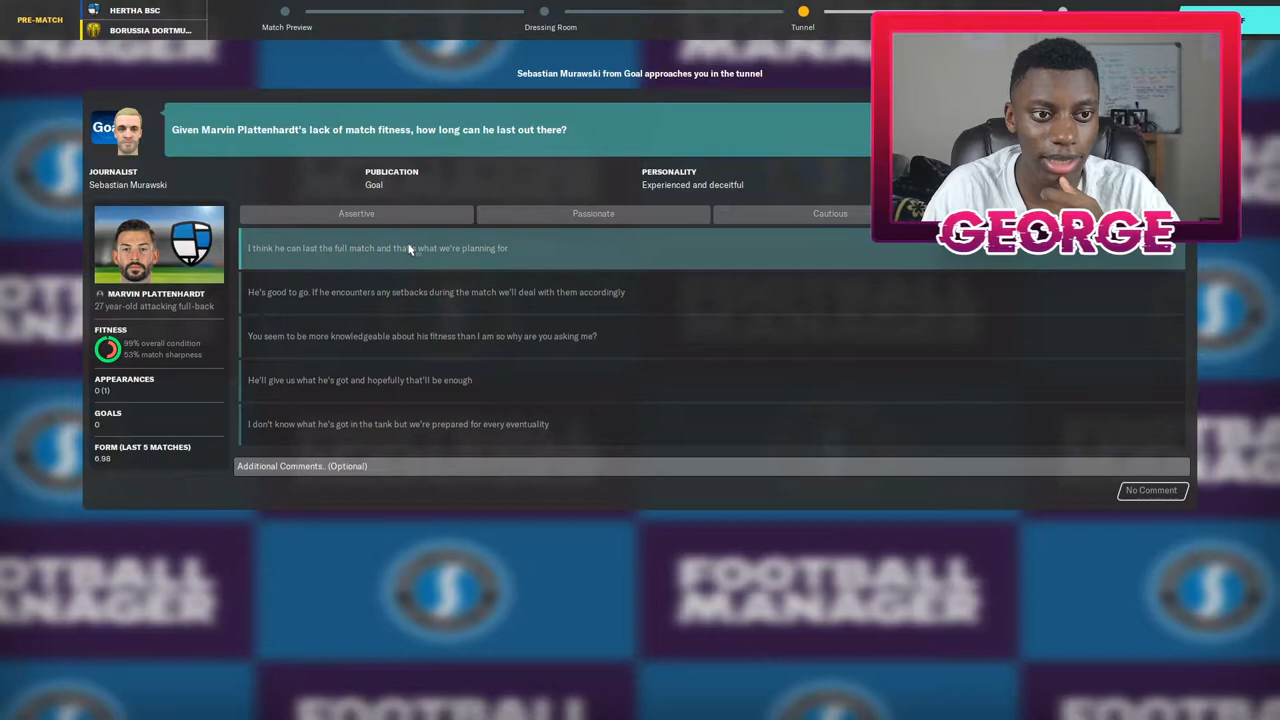 PRE-MATCH
HERTHA BSC
BORUSSIA DORTMU...
Match Preview
Dressing Room
Tunnel
Sebastian Murawski from Goal approaches you in the tunnel
Given Marvin Plattenhardt's lack of match fitness, how long can he last out there?
JOURNALIST
Sebastian Murawski
PUBLICATION
Goal
PERSONALITY
Experienced and deceitful
Assertive
Passionate
Cautious
I think he can last the full match and that's what we're planning for
He's good to go. If he encounters any setbacks during the match we'll deal with them accordingly
You seem to be more knowledgeable about his fitness than I am so why are you asking me?
He'll give us what he's got and hopefully that'll be enough
I don't know what he's got in the tank but we're prepared for every eventuality
Additional Comments.. (Optional)
No Comment
MARVIN PLATTENHARDT
27 year-old attacking full-back
FITNESS
99% overall condition
53% match sharpness
APPEARANCES
0 (1)
GOALS
0
FORM (LAST 5 MATCHES)
6.98
GEORGE
FOOTBALL
MANAGER
FOOTBALL
MANAGER